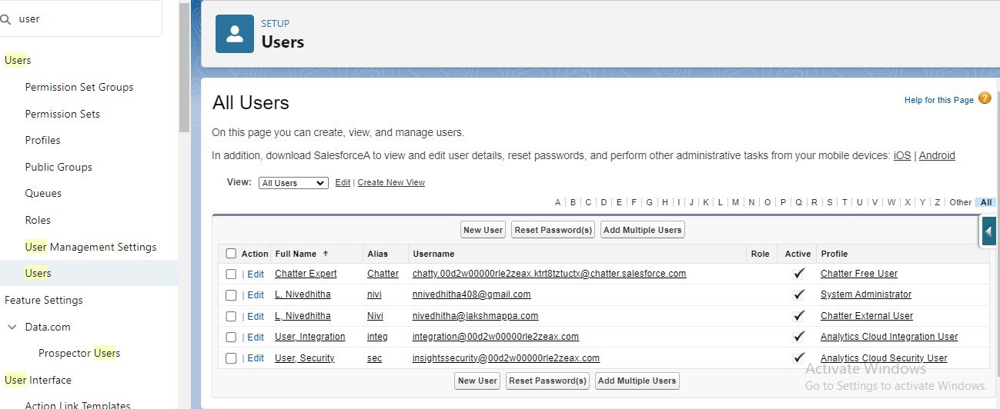 user
Users
Permission Set Groups
Permission Sets
Profiles
Public Groups
Queues
Roles
User Management Settings
Users
Feature Settings
Data.com
Prospector Users
User Interface
Action Link Templates
SETUP
Users
All Users
Help for this Page ?
On this page you can create, view, and manage users.
In addition, download SalesforceA to view and edit user details, reset passwords, and perform other administrative tasks from your mobile devices: iOS | Android
View: All Users Edit | Create New View
A | B | C | D | E | F | G | H | I | J | K | L | M | N | O | P | Q | R | S | T | U | V | W | X | Y | Z | Other All
New User Reset Password(s) Add Multiple Users
Action Full Name ↑ Alias Username Role Active Profile
| Edit Chatter Expert Chatter chatty.00d2w00000rle2zeax.ktrt8tztuctx@chatter.salesforce.com ✓ Chatter Free User
| Edit L, Nivedhitha nivi nnivedhitha408@gmail.com ✓ System Administrator
| Edit L, Nivedhitha Nivi nivedhitha@lakshmappa.com ✓ Chatter External User
| Edit User, Integration integ integration@00d2w00000rle2zeax.com ✓ Analytics Cloud Integration User
| Edit User, Security sec insightssecurity@00d2w00000rle2zeax.com ✓ Analytics Cloud Security User
New User Reset Password(s) Add Multiple Users
Activate Windows
Go to Settings to activate Windows.